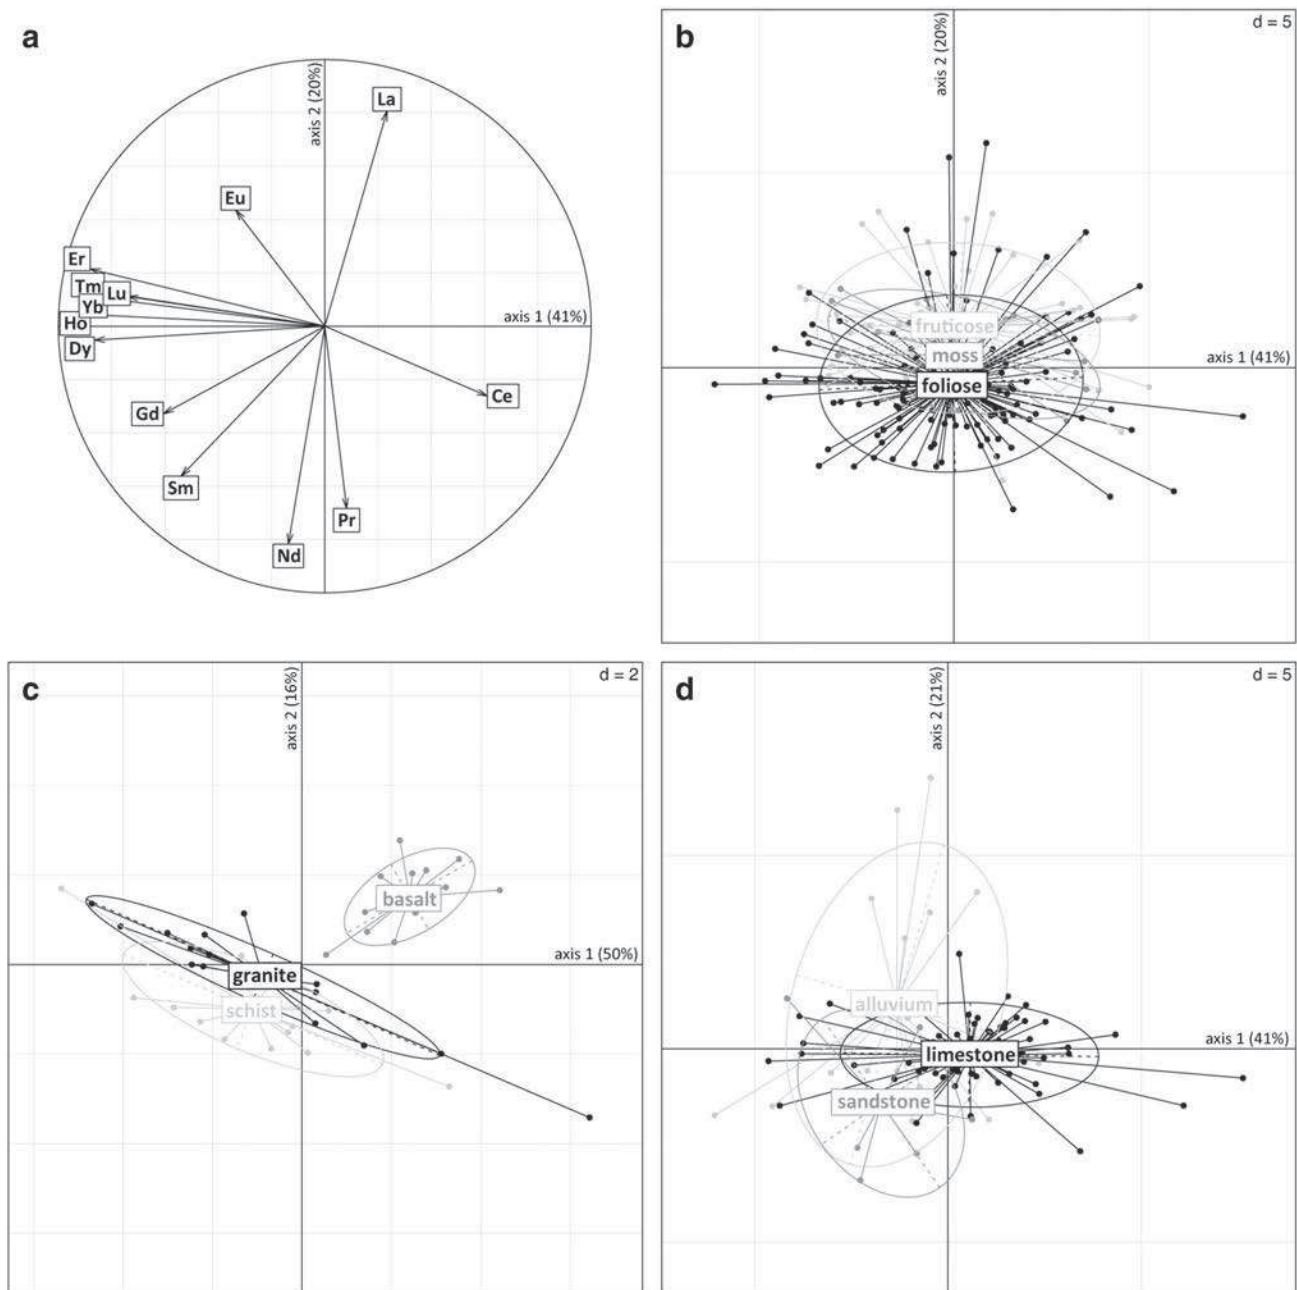 a
axis 2 (20%)
La
Eu
Er
Tm
Lu
Yb
Ho
Dy
axis 1 (41%)
Ce
Gd
Sm
Pr
Nd
b
d = 5
axis 2 (20%)
fruticose
moss
axis 1 (41%)
foliose
c
d = 2
axis 2 (16%)
basalt
axis 1 (50%)
granite
schist
d
d = 5
axis 2 (21%)
alluvium
axis 1 (41%)
limestone
sandstone